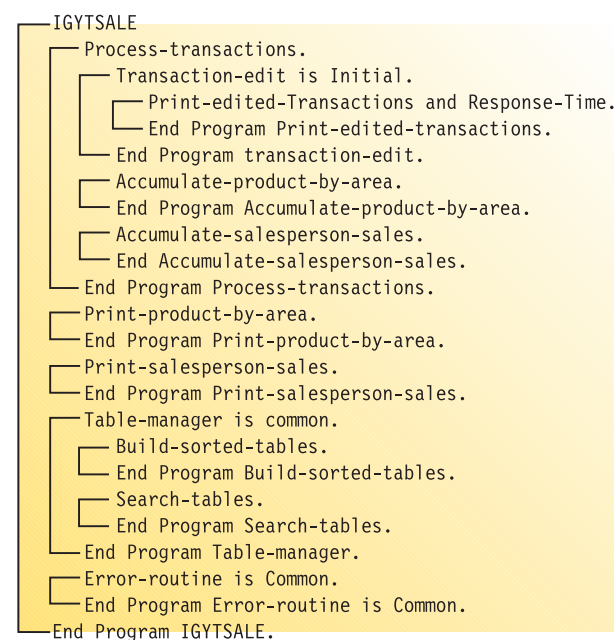 IGYTSALE
Process-transactions.
Transaction-edit is Initial.
Print-edited-Transactions and Response-Time.
End Program Print-edited-transactions.
End Program transaction-edit.
Accumulate-product-by-area.
End Program Accumulate-product-by-area.
Accumulate-salesperson-sales.
End Accumulate-salesperson-sales.
End Program Process-transactions.
Print-product-by-area.
End Program Print-product-by-area.
Print-salesperson-sales.
End Program Print-salesperson-sales.
Table-manager is common.
Build-sorted-tables.
End Program Build-sorted-tables.
Search-tables.
End Program Search-tables.
End Program Table-manager.
Error-routine is Common.
End Program Error-routine is Common.
End Program IGYTSALE.